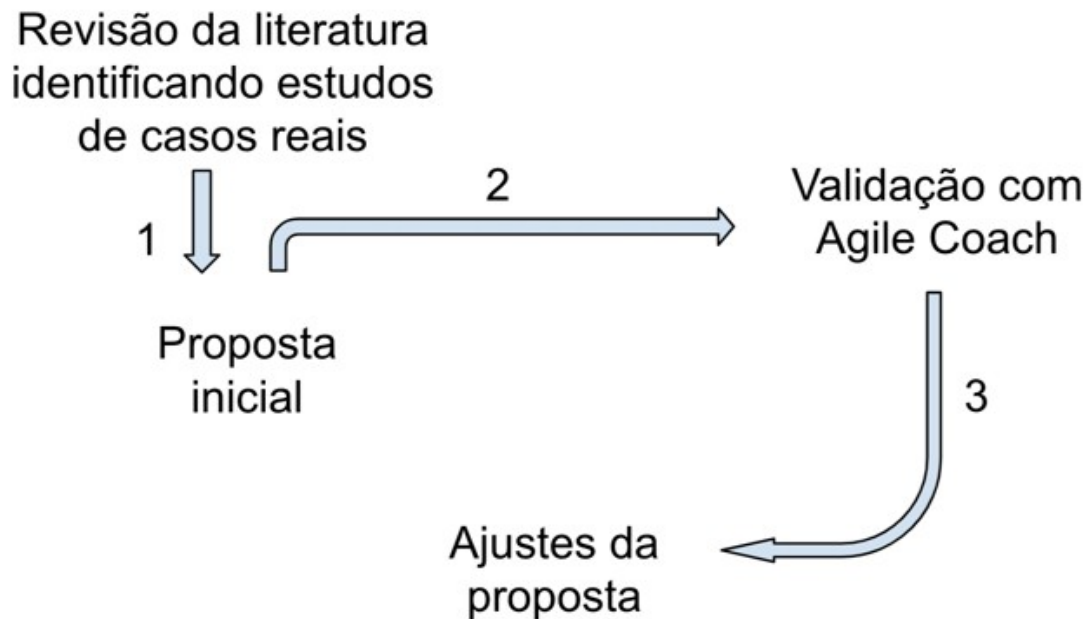 Revisão da literatura
identificando estudos
de casos reais
1
2
Validação com
Agile Coach
Proposta
inicial
3
Ajustes da
proposta